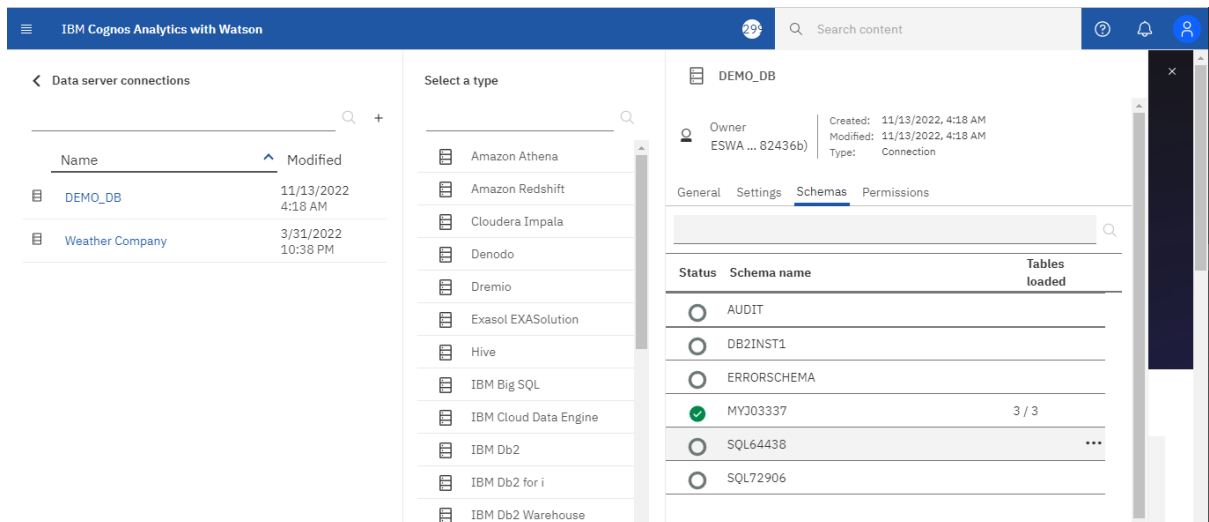 IBM Cognos Analytics with Watson
299
Search content
Data server connections
Name
Modified
DEMO_DB
11/13/2022
4:18 AM
Weather Company
3/31/2022
10:38 PM
Select a type
Amazon Athena
Amazon Redshift
Cloudera Impala
Denodo
Dremio
Exasol EXASolution
Hive
IBM Big SQL
IBM Cloud Data Engine
IBM Db2
IBM Db2 for i
IBM Db2 Warehouse
DEMO_DB
Owner
ESWA ... 82436b)
Created: 11/13/2022, 4:18 AM
Modified: 11/13/2022, 4:18 AM
Type: Connection
General Settings Schemas Permissions
Status Schema name Tables
loaded
AUDIT
DB2INST1
ERRORSCHEMA
MYJ03337 3 / 3
SQL64438
SQL72906